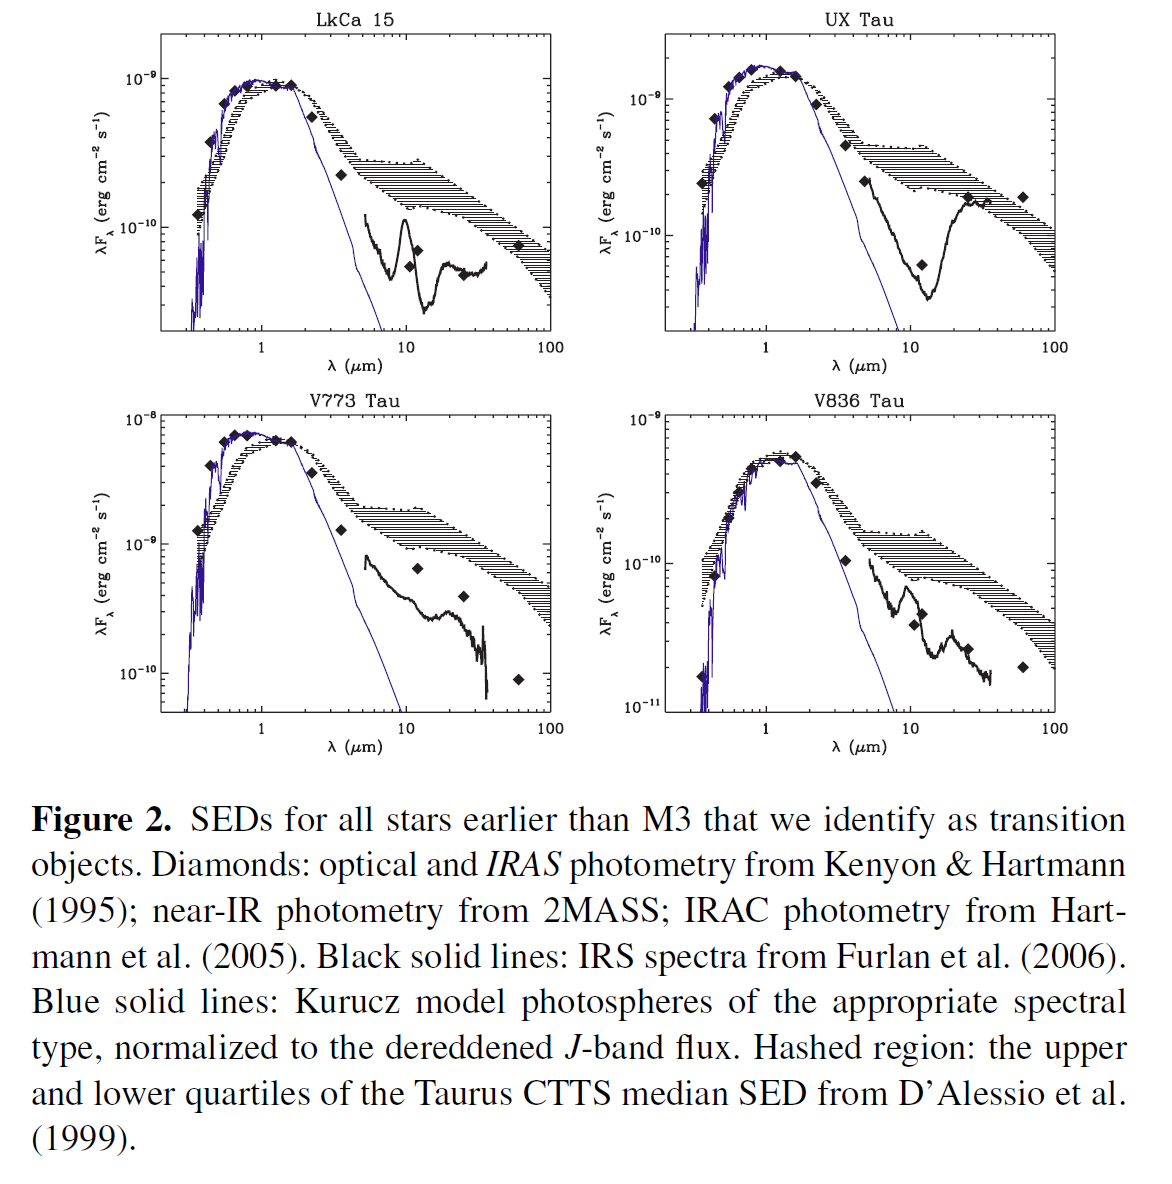 LkCa 15
UX Tau
10⁻⁹
10⁻¹⁰
λFλ (erg cm⁻² s⁻¹)
1
10
100
λ (μm)
10⁻⁹
10⁻¹⁰
λFλ (erg cm⁻² s⁻¹)
1
10
100
λ (μm)
V773 Tau
V836 Tau
10⁻⁸
10⁻⁹
10⁻¹⁰
λFλ (erg cm⁻² s⁻¹)
1
10
100
λ (μm)
10⁻⁹
10⁻¹⁰
10⁻¹¹
λFλ (erg cm⁻² s⁻¹)
1
10
100
λ (μm)
Figure 2. SEDs for all stars earlier than M3 that we identify as transition
objects. Diamonds: optical and IRAS photometry from Kenyon & Hartmann
(1995); near-IR photometry from 2MASS; IRAC photometry from Hart-
mann et al. (2005). Black solid lines: IRS spectra from Furlan et al. (2006).
Blue solid lines: Kurucz model photospheres of the appropriate spectral
type, normalized to the dereddened J-band flux. Hashed region: the upper
and lower quartiles of the Taurus CTTS median SED from D'Alessio et al.
(1999).